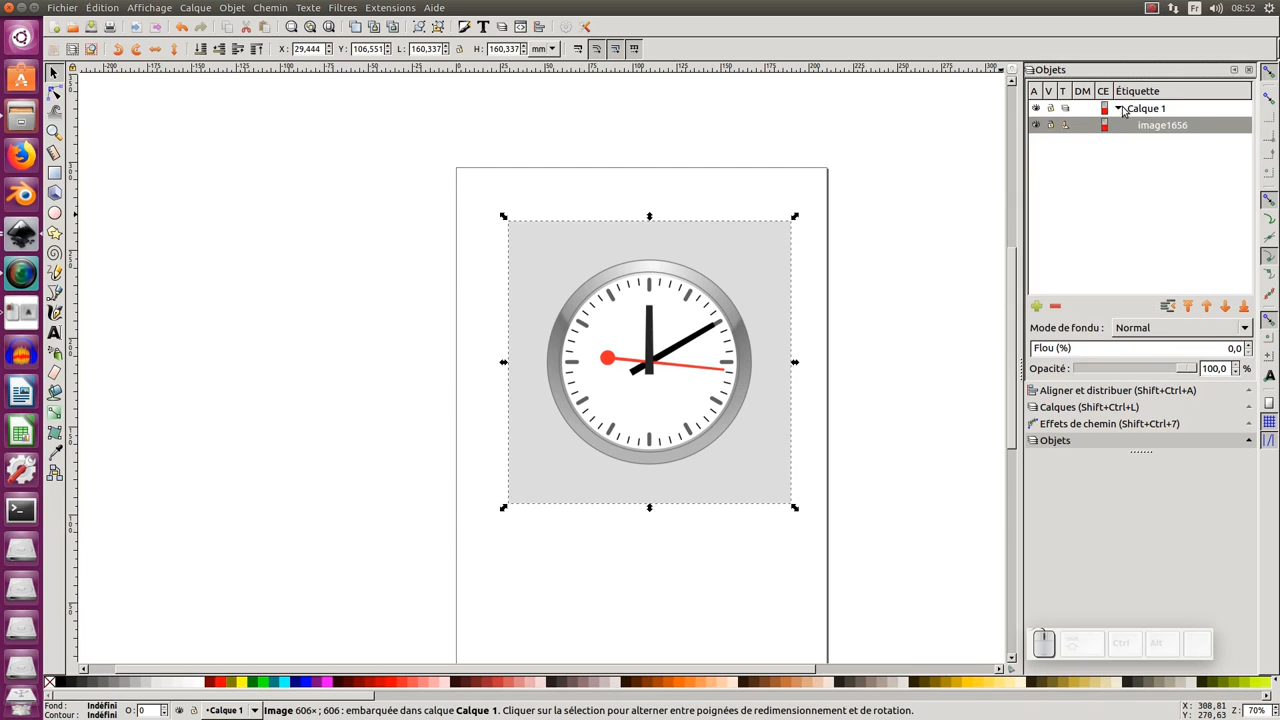 Fichier Édition Affichage Calque Objet Chemin Texte Filtres Extensions Aide
Fr 08:52
X: 29,444 Y: 106,551 L: 160,337 H: 160,337 mm
Objets
A V T DM CE Étiquette
Calque 1
image1656
Mode de fondu : Normal
Flou (%) 0,0
Opacité : 100,0 %
Aligner et distribuer (Shift+Ctrl+A)
Calques (Shift+Ctrl+L)
Effets de chemin (Shift+Ctrl+7)
Objets
Ctrl Alt
Fond : Indéfini
Contour : Indéfini
O: 0
•Calque 1
Image 606× ; 606 : embarquée dans calque Calque 1. Cliquer sur la sélection pour alterner entre poignées de redimensionnement et de rotation.
X: 308,81
Y: 270,63
Z: 70%